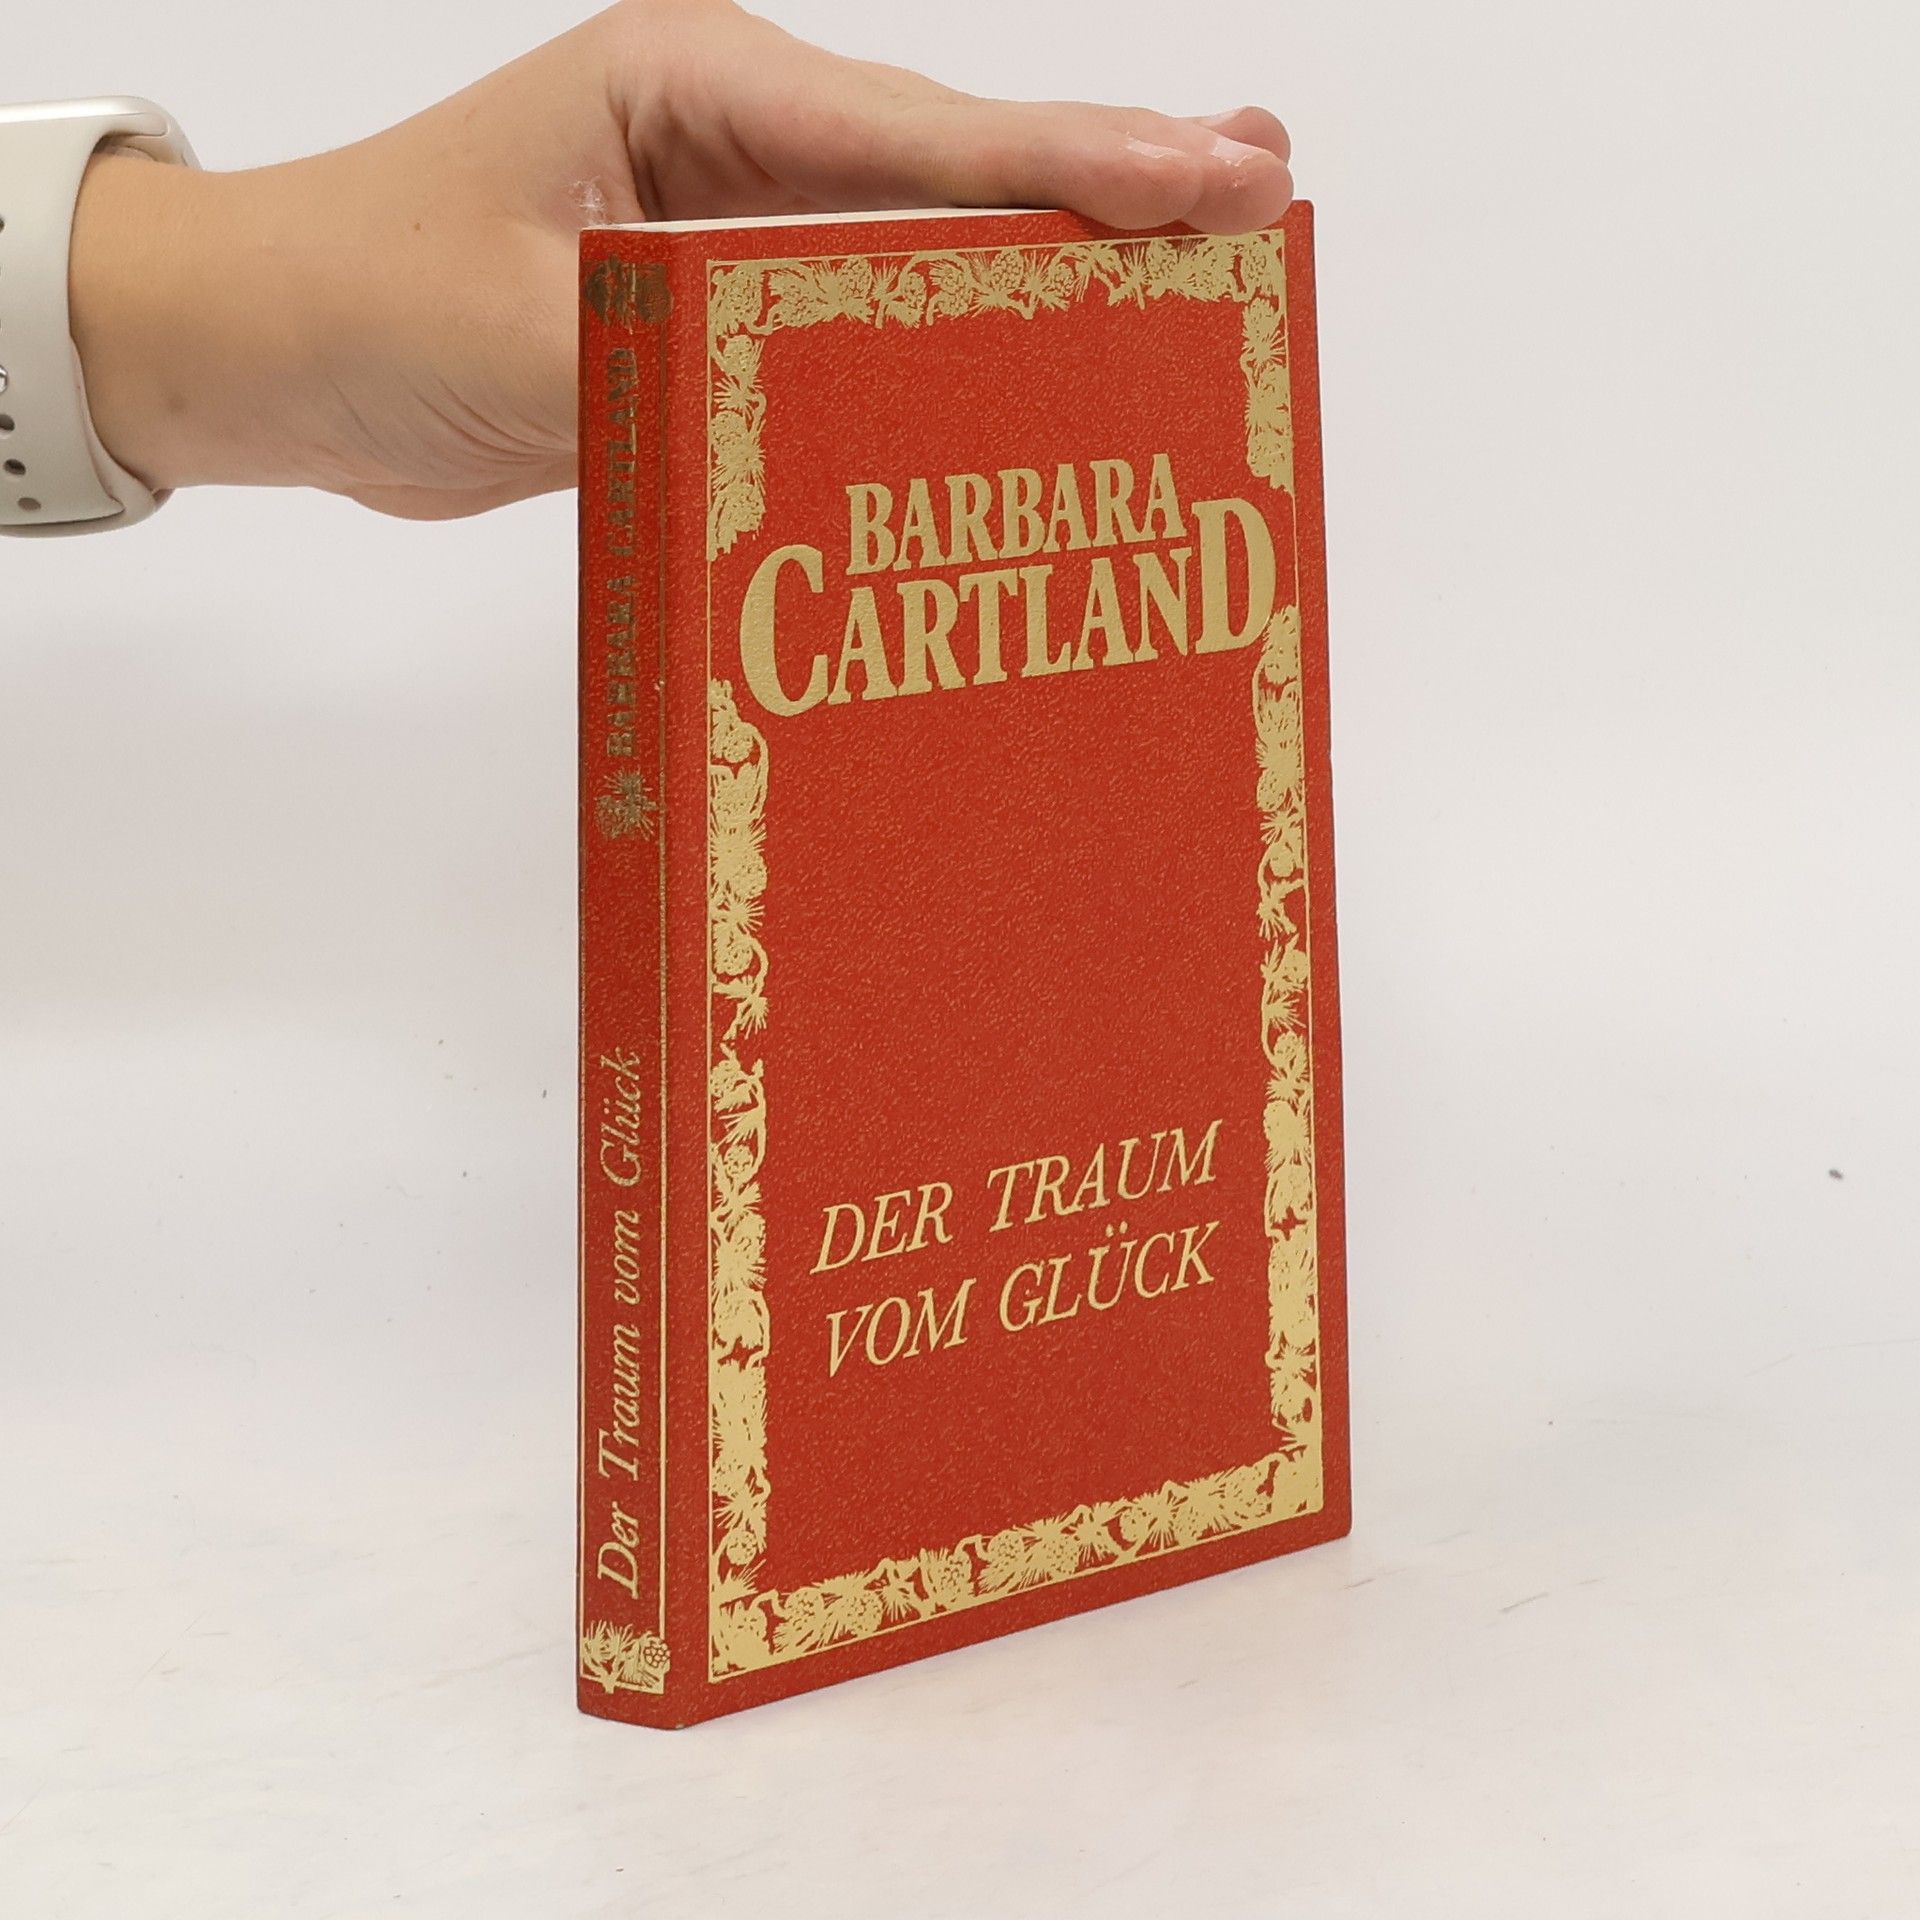 BARBARA CARTLAND
Der Traum vom Glück
BARBARA
CARTLAND
DER TRAUM
VOM GLÜCK